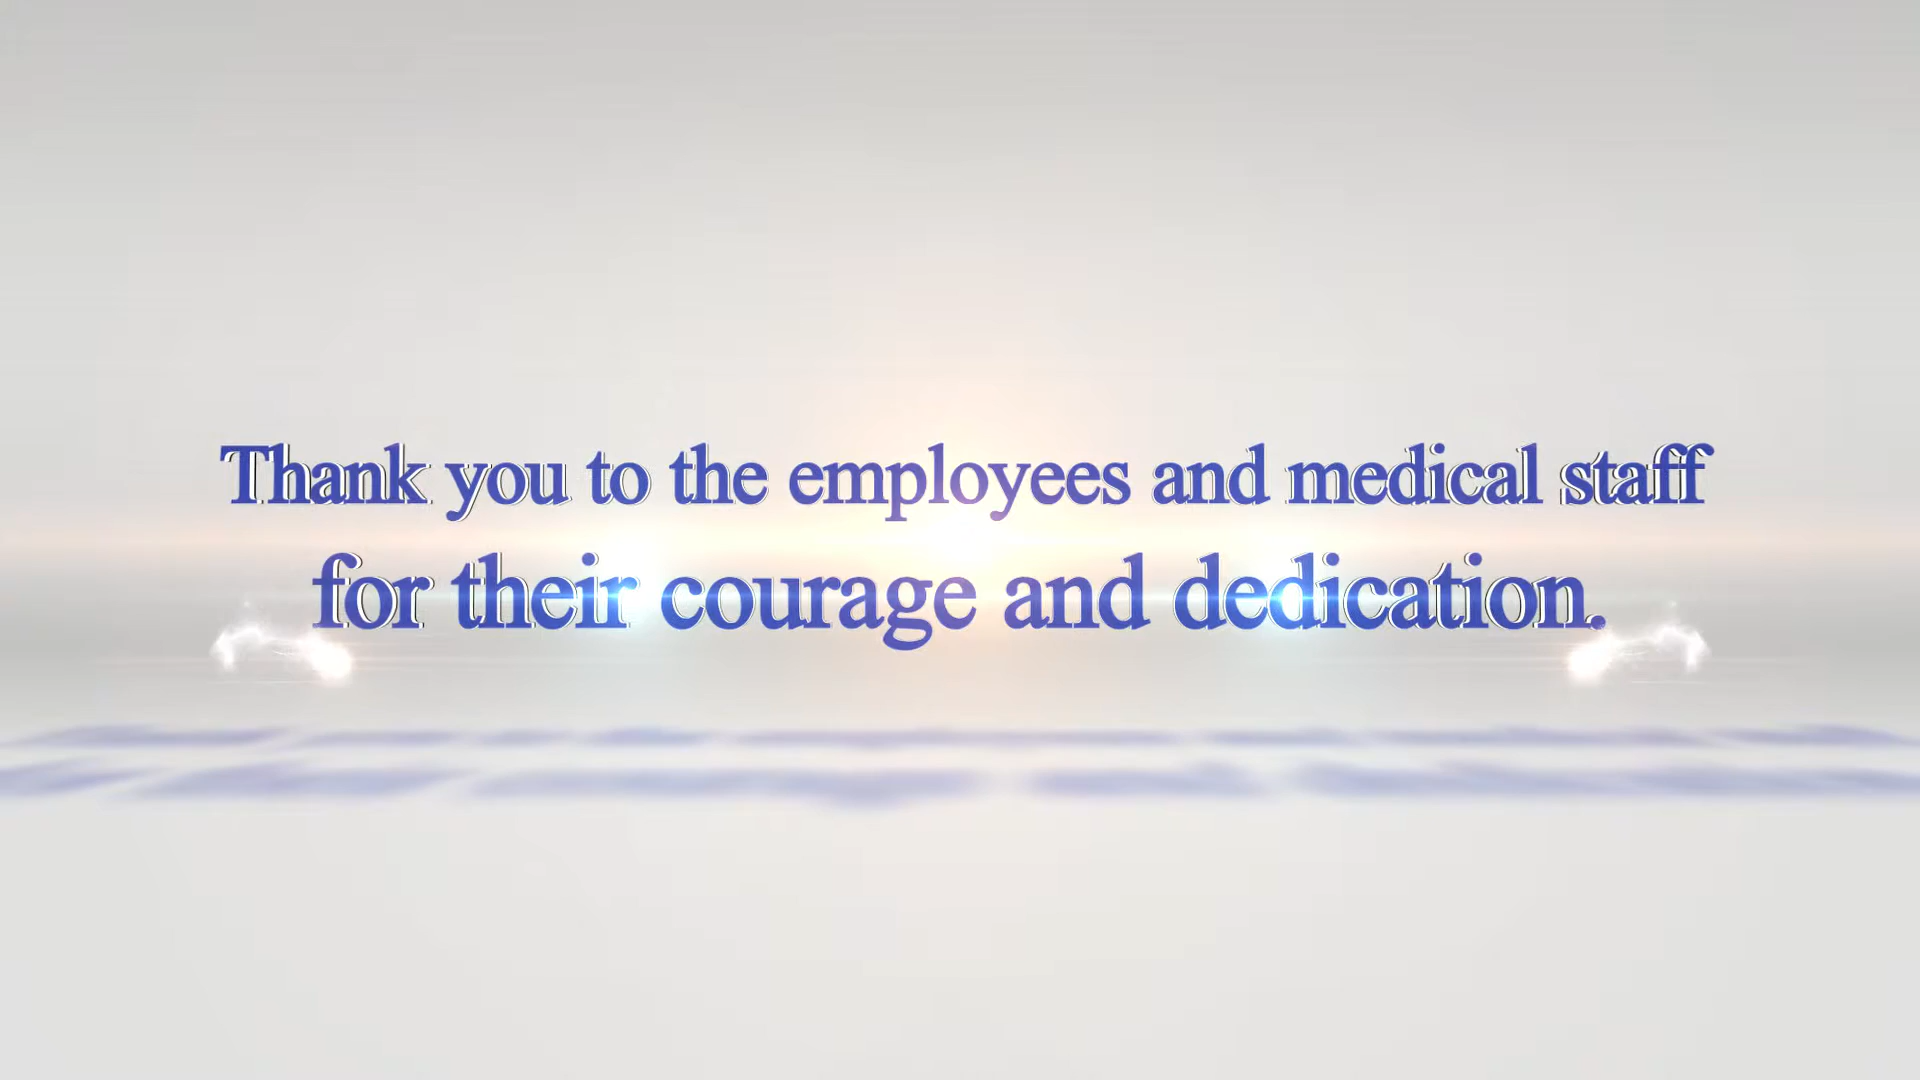 Thank you to the employees and medical staff
for their courage and dedication.